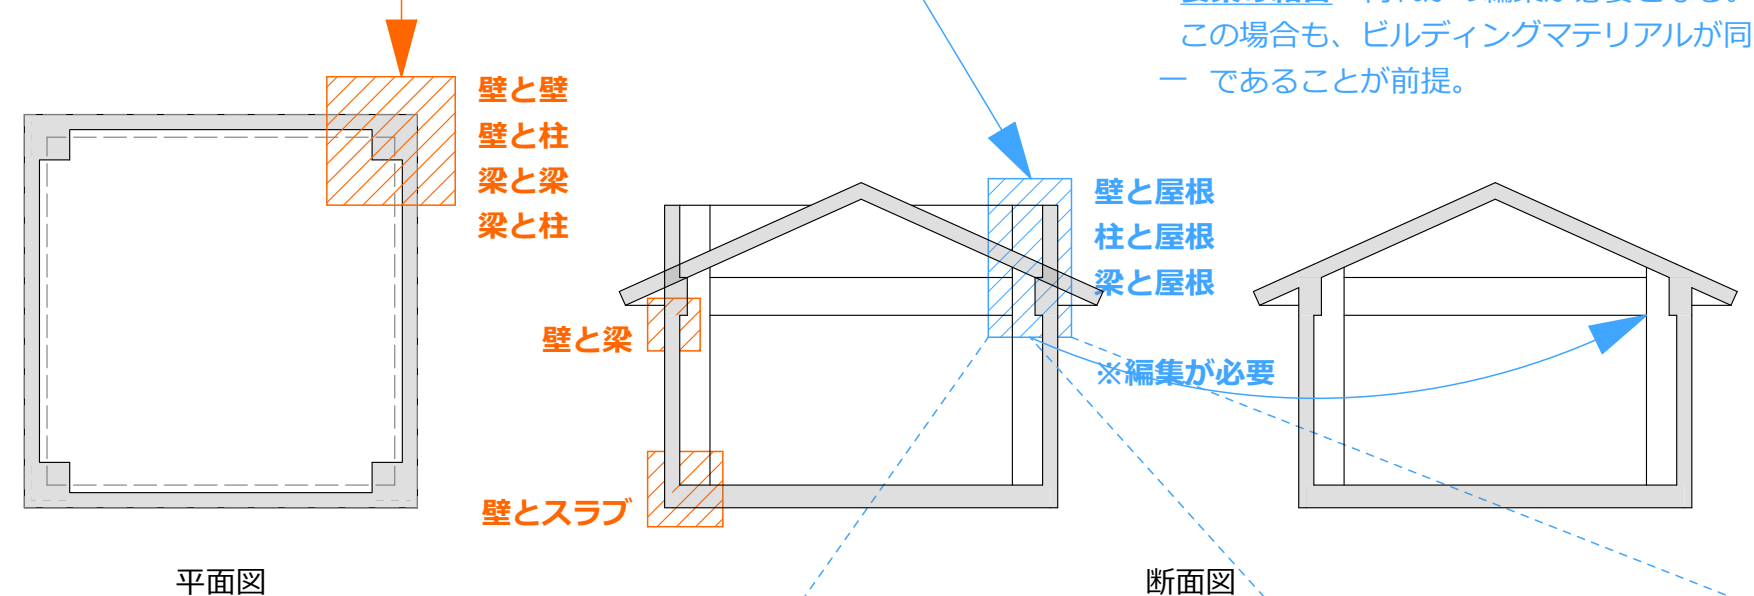 この場合も、ビルディングマテリアルが同
一 であることが前提。
壁と壁
壁と柱
梁と梁
梁と柱
壁と屋根
柱と屋根
梁と屋根
壁と梁
※編集が必要
壁とスラブ
平面図
断面図